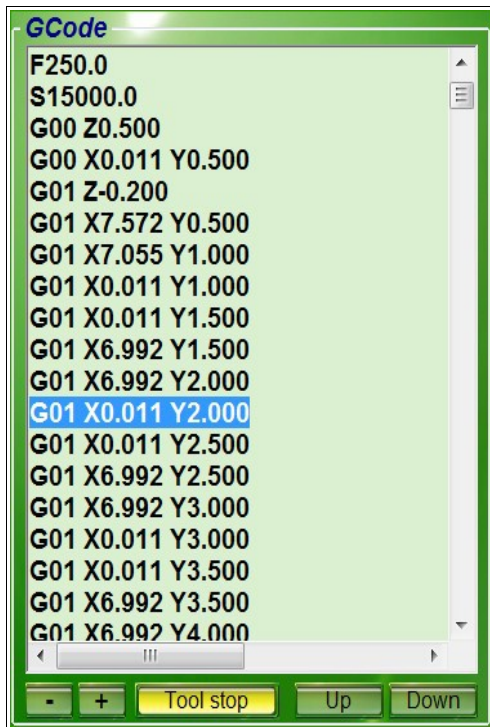 GCode
F250.0
S15000.0
G00 Z0.500
G00 X0.011 Y0.500
G01 Z-0.200
G01 X7.572 Y0.500
G01 X7.055 Y1.000
G01 X0.011 Y1.000
G01 X0.011 Y1.500
G01 X6.992 Y1.500
G01 X6.992 Y2.000
G01 X0.011 Y2.000
G01 X0.011 Y2.500
G01 X6.992 Y2.500
G01 X6.992 Y3.000
G01 X0.011 Y3.000
G01 X0.011 Y3.500
G01 X6.992 Y3.500
G01 X6.992 Y4.000
- + Tool stop Up Down